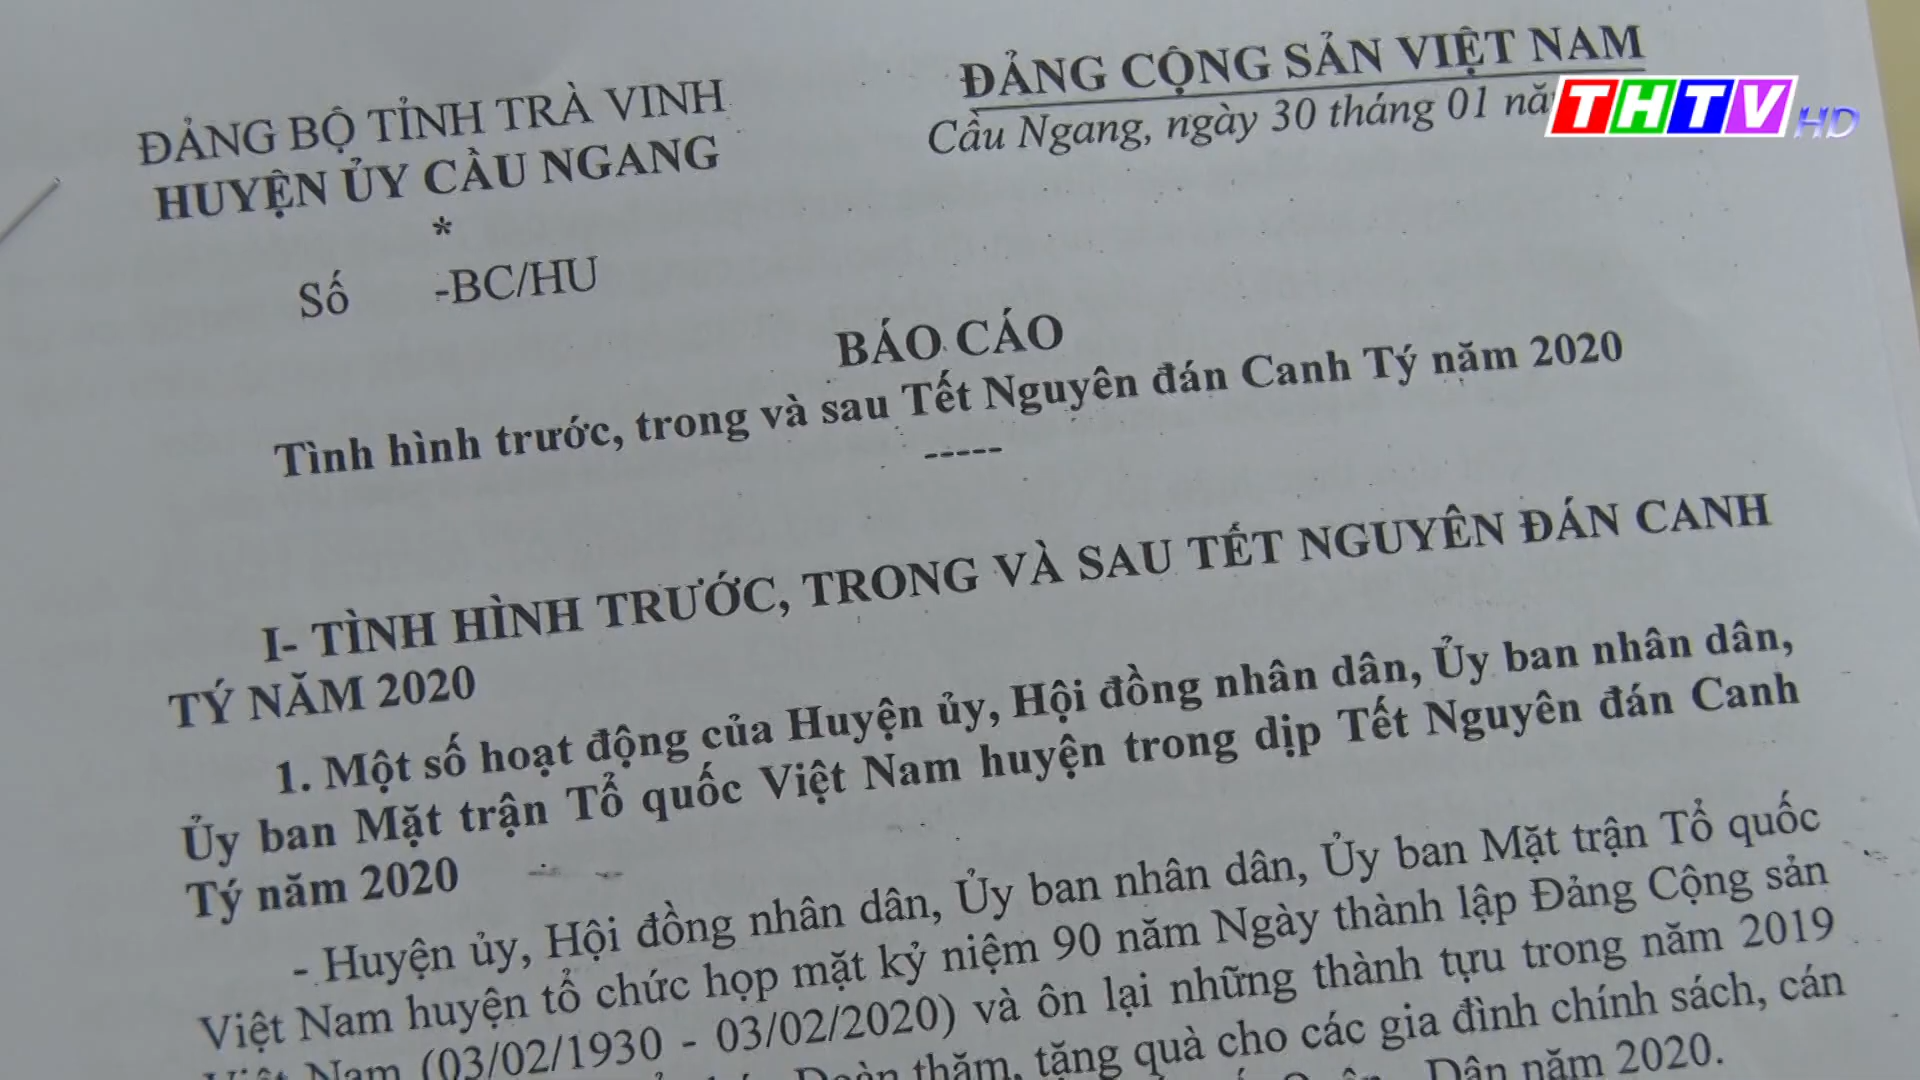 ĐẢNG BỘ TỈNH TRÀ VINH
HUYỆN ỦY CẦU NGANG
*
Số -BC/HU
ĐẢNG CỘNG SẢN VIỆT NAM
Cầu Ngang, ngày 30 tháng 01
THTV HD
BÁO CÁO
Tình hình trước, trong và sau Tết Nguyên đán Canh Tý năm 2020
-----
I- TÌNH HÌNH TRƯỚC, TRONG VÀ SAU TẾT NGUYÊN ĐÁN CANH
TÝ NĂM 2020
1. Một số hoạt động của Huyện ủy, Hội đồng nhân dân, Ủy ban nhân dân,
Ủy ban Mặt trận Tổ quốc Việt Nam huyện trong dịp Tết Nguyên đán Canh
Tý năm 2020
- Huyện ủy, Hội đồng nhân dân, Ủy ban nhân dân, Ủy ban Mặt trận Tổ quốc
Việt Nam huyện tổ chức họp mặt kỷ niệm 90 năm Ngày thành lập Đảng Cộng sản
Việt Nam (03/02/1930 - 03/02/2020) và ôn lại những thành tựu trong năm 2019
Đoàn thăm, tặng quà cho các gia đình chính sách, cán
Dân năm 2020.